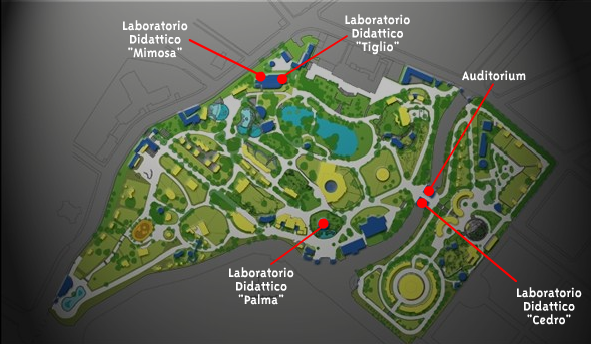 Laboratorio
Didattico
"Mimosa"
Laboratorio
Didattico
"Tiglio"
Auditorium
Laboratorio
Didattico
"Palma"
Laboratorio
Didattico
"Cedro"